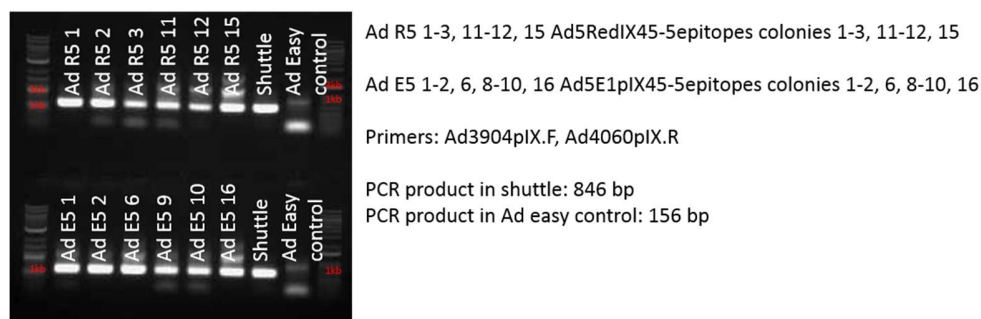 Ad R5 1
Ad R5 2
Ad R5 3
Ad R5 11
Ad R5 12
Ad R5 15
Shuttle
Ad Easy
control
1kb
1kb
Ad E5 1
Ad E5 2
Ad E5 6
Ad E5 9
Ad E5 10
Ad E5 16
Shuttle
Ad Easy
control
1kb
1kb
Ad R5 1-3, 11-12, 15 Ad5RedIX45-5epitopes colonies 1-3, 11-12, 15
Ad E5 1-2, 6, 8-10, 16 Ad5E1pIX45-5epitopes colonies 1-2, 6, 8-10, 16
Primers: Ad3904pIX.F, Ad4060pIX.R
PCR product in shuttle: 846 bp
PCR product in Ad easy control: 156 bp